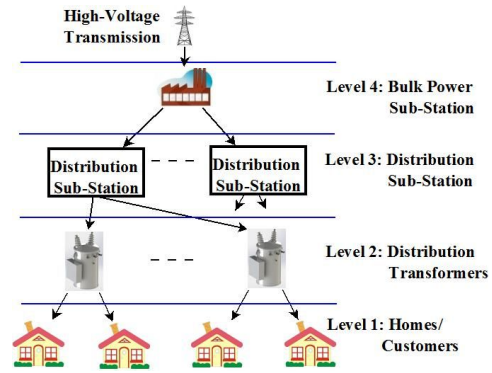 High-Voltage
Transmission
Level 4: Bulk Power
Sub-Station
Distribution
Sub-Station
Distribution
Sub-Station
Level 3: Distribution
Sub-Station
Level 2: Distribution
Transformers
Level 1: Homes/
Customers